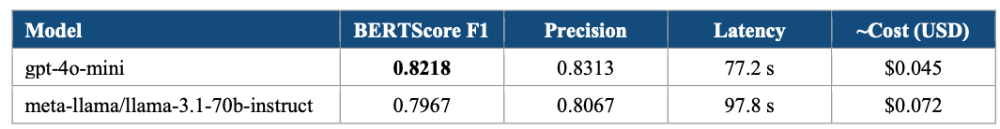 Model BERTScore F1 Precision Latency ~Cost (USD)
gpt-4o-mini 0.8218 0.8313 77.2 s $0.045
meta-llama/llama-3.1-70b-instruct 0.7967 0.8067 97.8 s $0.072